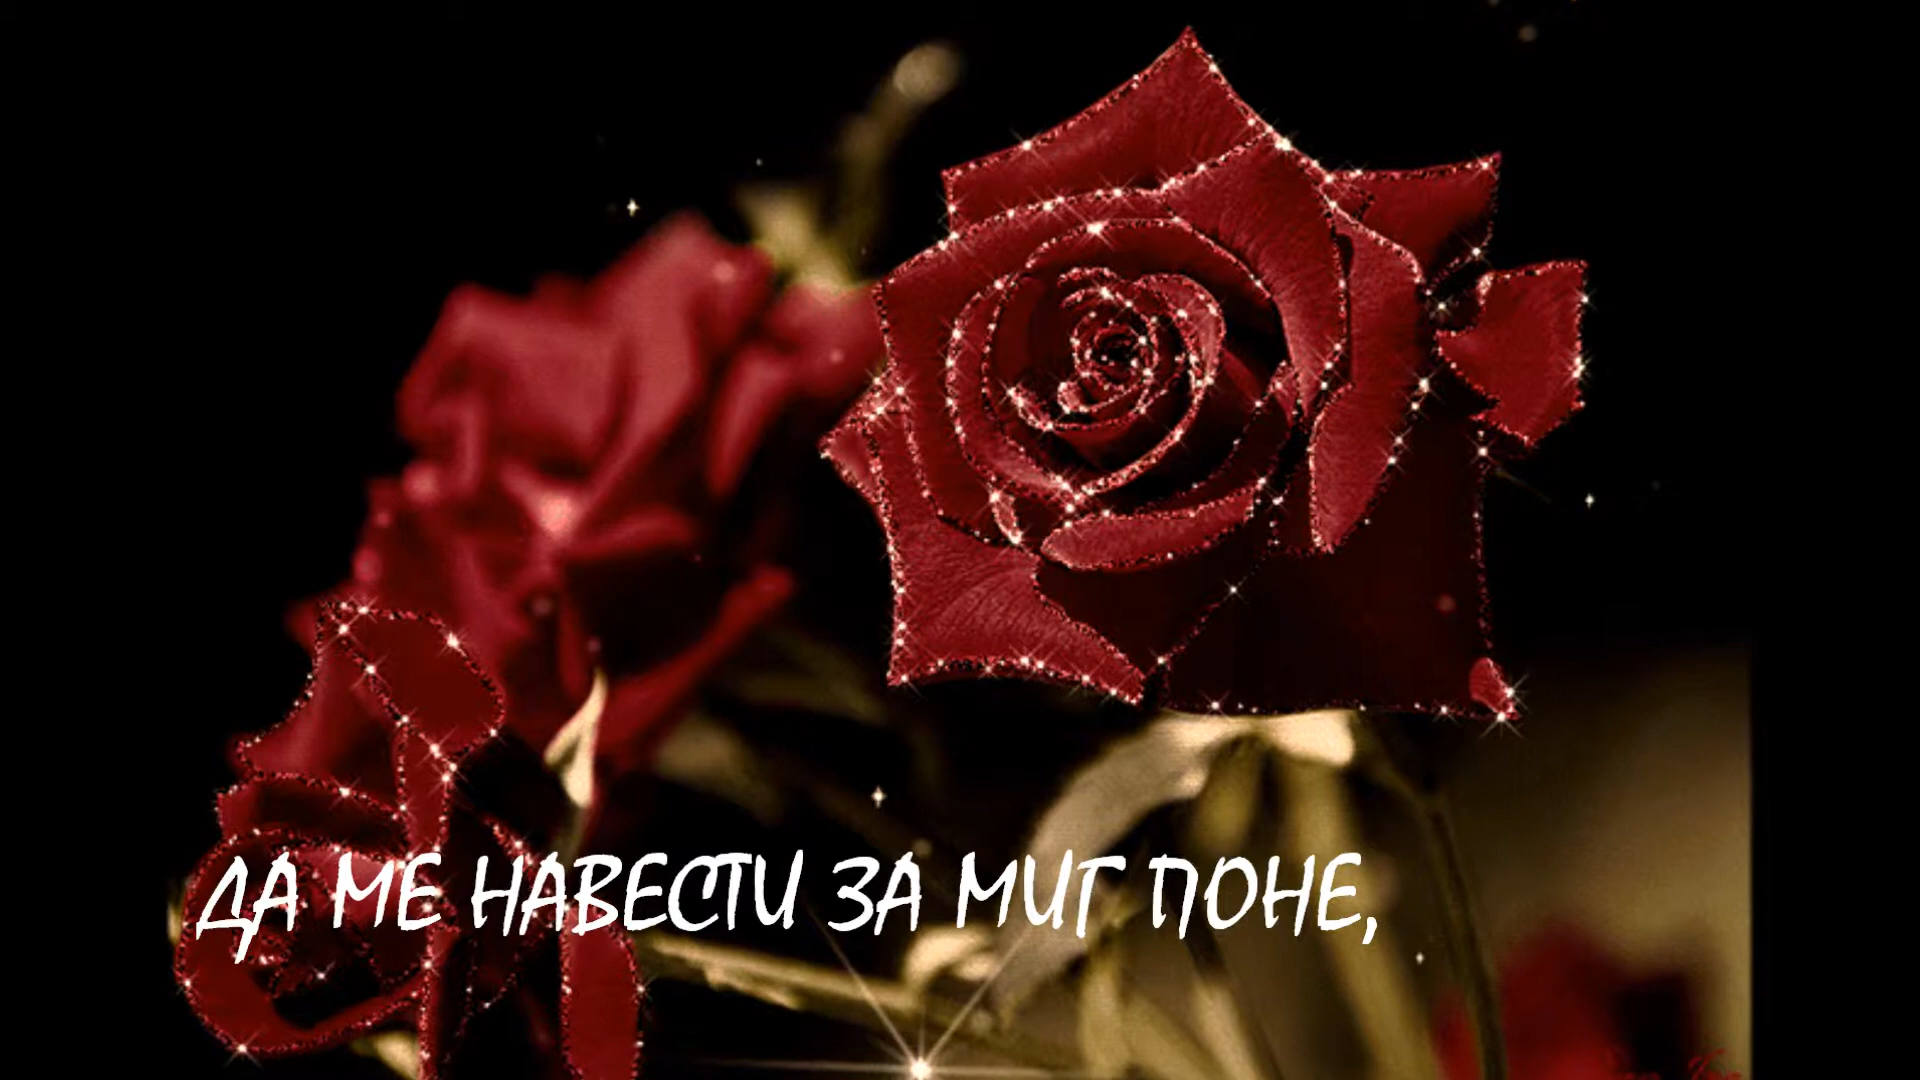 ДА МЕ НАВЕСТИ ЗА МИГ ПОНЕ,